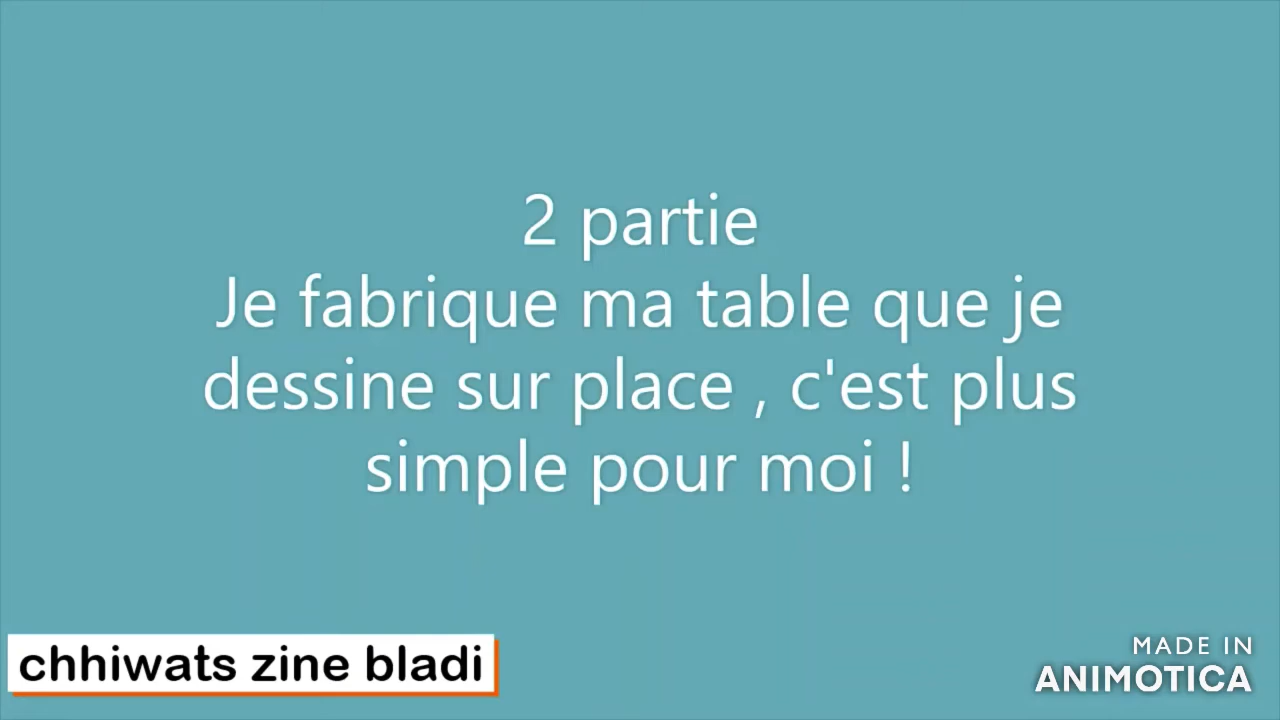 2 partie
Je fabrique ma table que je
dessine sur place , c'est plus
simple pour moi !
chhiwats zine bladi
MADE IN
ANIMOTICA